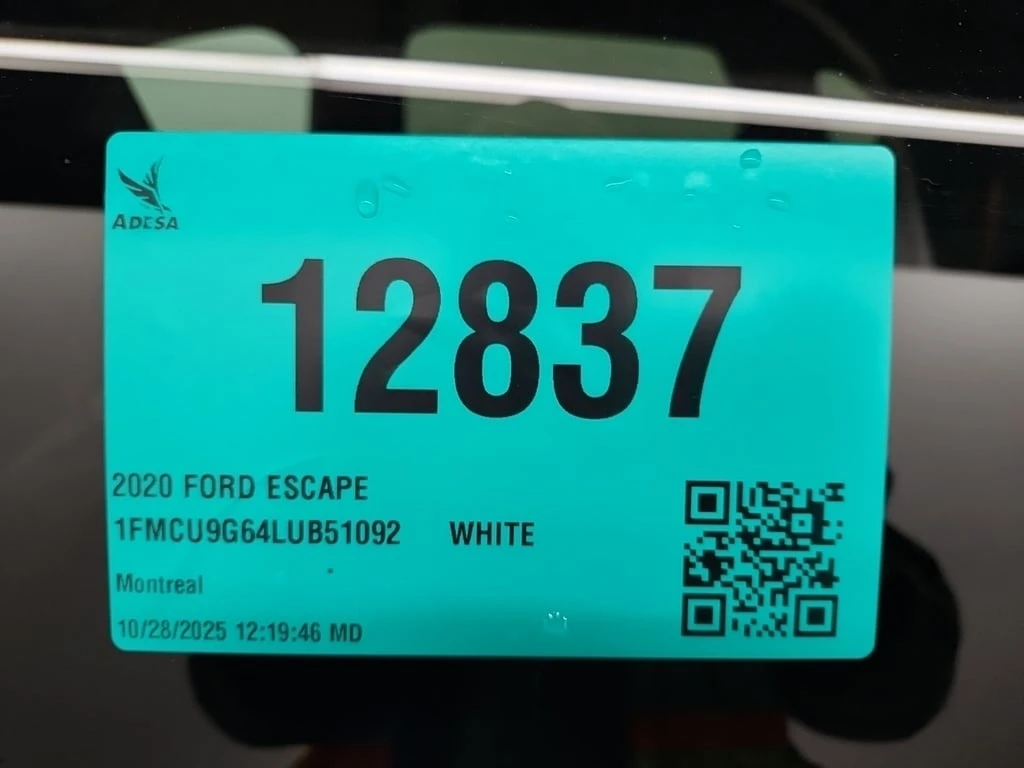 ADESA
12837
2020 FORD ESCAPE
1FMCU9G64LUB51092 WHITE
Montreal
10/28/2025 12:19:46 MD